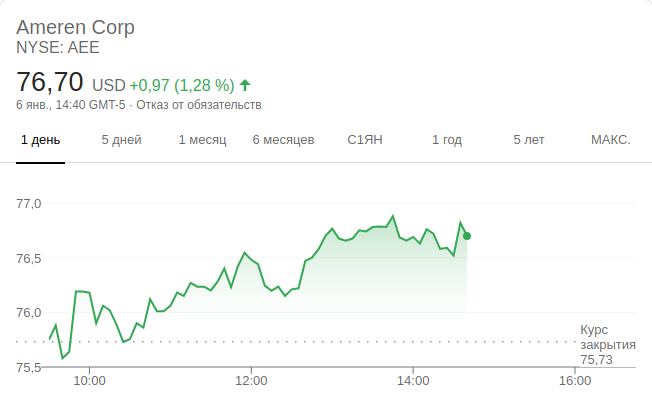 Ameren Corp
NYSE: AEE
76,70 USD +0,97 (1,28 %)
6 янв., 14:40 GMT-5 · Отказ от обязательств
1 день 5 дней 1 месяц 6 месяцев С1ЯН 1 год 5 лет МАКС.
77,0
76,5
76,0
Курс
закрытия
75,73
75,5
10:00 12:00 14:00 16:00